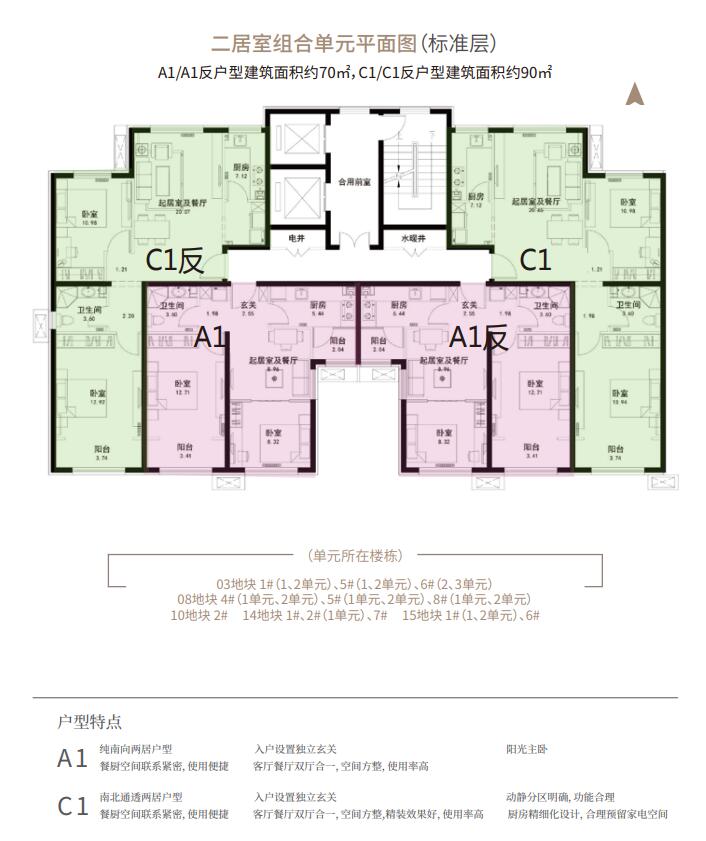 二居室组合单元平面图(标准层)
A1/A1反户型建筑面积约70㎡, C1/C1反户型建筑面积约90㎡
厨房
7.12
起居室及餐厅
20.07
卧室
10.98
合用前室
厨房
7.12
起居室及餐厅
卧室
10.98
电井
水暖井
C1反
C1
1.21
1.21
卫生间
3.60
2.20
卫生间
3.60
1.98
玄关
2.55
厨房
5.44
厨房
5.44
玄关
2.55
1.98
卫生间
3.60
1.98
卫生间
3.60
A1
A1反
阳台
2.04
阳台
2.04
起居室及餐厅
8.96
起居室及餐厅
8.96
卧室
12.92
卧室
12.71
卧室
12.71
卧室
卧室
8.32
卧室
8.32
阳台
3.74
阳台
3.41
阳台
3.41
阳台
3.74
(单元所在楼栋)
03地块 1#(1、2单元)、5#(1、2单元)、6#(2、3单元)
08地块 4#(1单元、2单元)、5#(1单元、2单元)、8#(1单元、2单元)
10地块 2# 14地块 1#、2#(1单元)、7# 15地块 1#(1、2单元)、6#
户型特点
A1
纯南向两居户型 入户设置独立玄关 阳光主卧
餐厨空间联系紧密, 使用便捷 客厅餐厅双厅合一, 空间方整, 使用率高
C1
南北通透两居户型 入户设置独立玄关 动静分区明确, 功能合理
餐厨空间联系紧密, 使用便捷 客厅餐厅双厅合一, 空间方整,精装效果好, 使用率高 厨房精细化设计, 合理预留家电空间